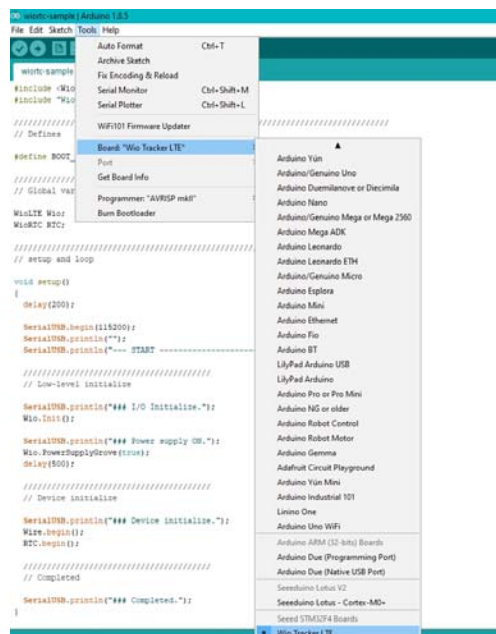 wiortc-sample | Arduino 1.8.5
File Edit Sketch Tools Help
wiortc-sample
Auto Format Ctrl+T
Archive Sketch
Fix Encoding & Reload
Serial Monitor Ctrl+Shift+M
Serial Plotter Ctrl+Shift+L
WiFi101 Firmware Updater
Board: "Wio Tracker LTE"
Port
Get Board Info
Programmer: "AVRISP mkII"
Burn Bootloader
Arduino Yún
Arduino/Genuino Uno
Arduino Duemilanove or Diecimila
Arduino Nano
Arduino/Genuino Mega or Mega 2560
Arduino Mega ADK
Arduino Leonardo
Arduino Leonardo ETH
Arduino/Genuino Micro
Arduino Esplora
Arduino Mini
Arduino Ethernet
Arduino Fio
Arduino BT
LilyPad Arduino USB
LilyPad Arduino
Arduino Pro or Pro Mini
Arduino NG or older
Arduino Robot Control
Arduino Robot Motor
Arduino Gemma
Adafruit Circuit Playground
Arduino Yún Mini
Arduino Industrial 101
Linino One
Arduino Uno WiFi
Arduino ARM (32-bits) Boards
Arduino Due (Programming Port)
Arduino Due (Native USB Port)
Seeeduino Lotus V2
Seeeduino Lotus - Cortex-M0+
Seeed STM32F4 Boards
Wio Tracker LTE
#include <Wio
#include "Wio
// Defines
#define BOOT_
// Global var
WioLTE Wio;
WioRTC RTC;
// setup and loop
void setup()
{
delay(200);
SerialUSB.begin(115200);
SerialUSB.println("");
SerialUSB.println("--- START ----------------------
////////////////////////////////////////
// Low-level initialize
SerialUSB.println("### I/O Initialize.");
Wio.Init();
SerialUSB.println("### Power supply ON.");
Wio.PowerSupplyGrove(true);
delay(500);
////////////////////////////////////////
// Device initialize
SerialUSB.println("### Device initialize.");
Wire.begin();
RTC.begin();
////////////////////////////////////////
// Completed
SerialUSB.println("### Completed.");
}